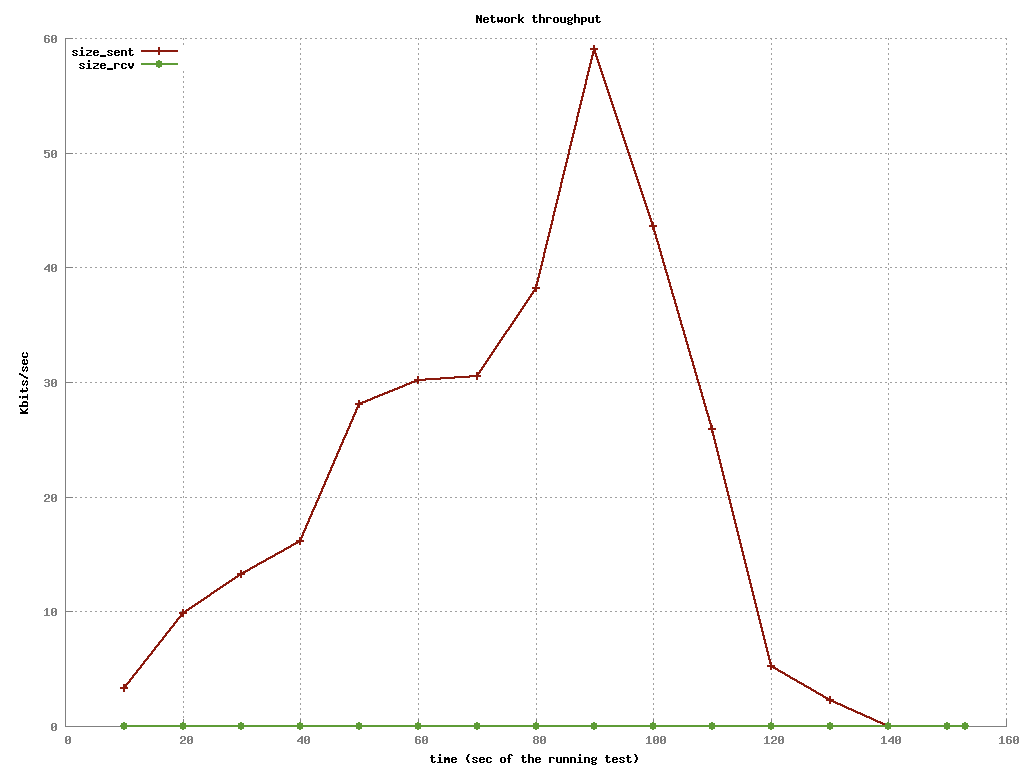 Network throughput
size_sent
size_rcv
60
50
40
30
20
10
0
Kbits/sec
0 20 40 60 80 100 120 140 160
time (sec of the running test)